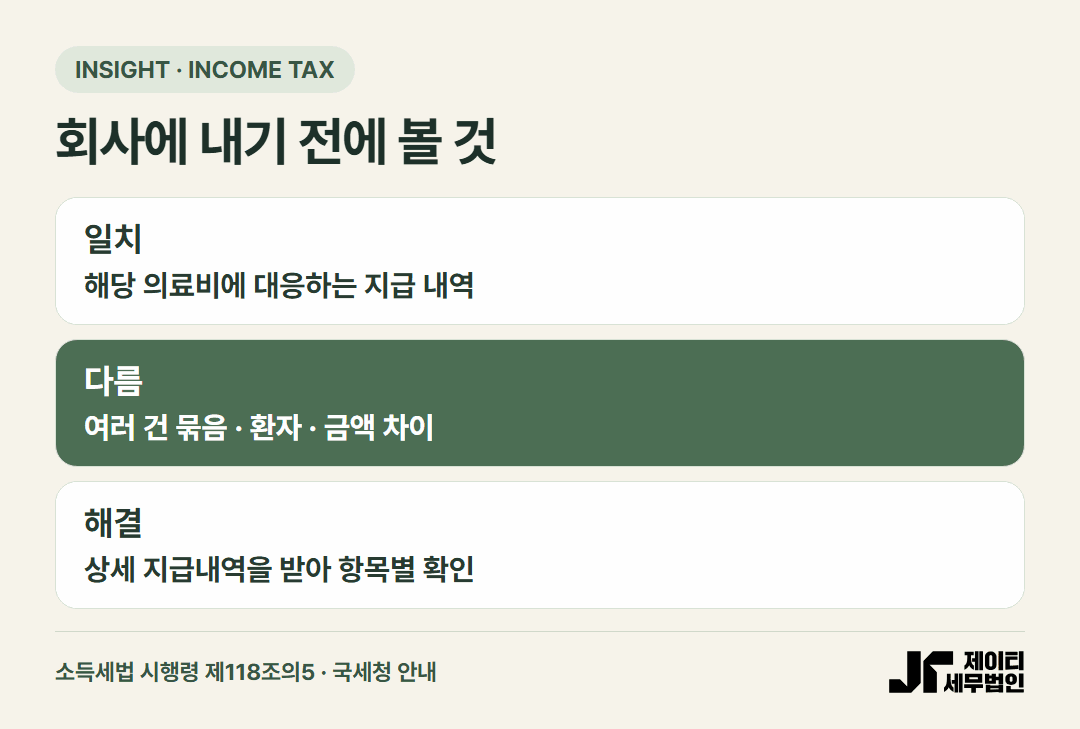 INSIGHT · INCOME TAX
회사에 내기 전에 볼 것
일치
해당 의료비에 대응하는 지급 내역
다름
여러 건 묶음 · 환자 · 금액 차이
해결
상세 지급내역을 받아 항목별 확인
소득세법 시행령 제118조의5 · 국세청 안내
제이티
세무법인